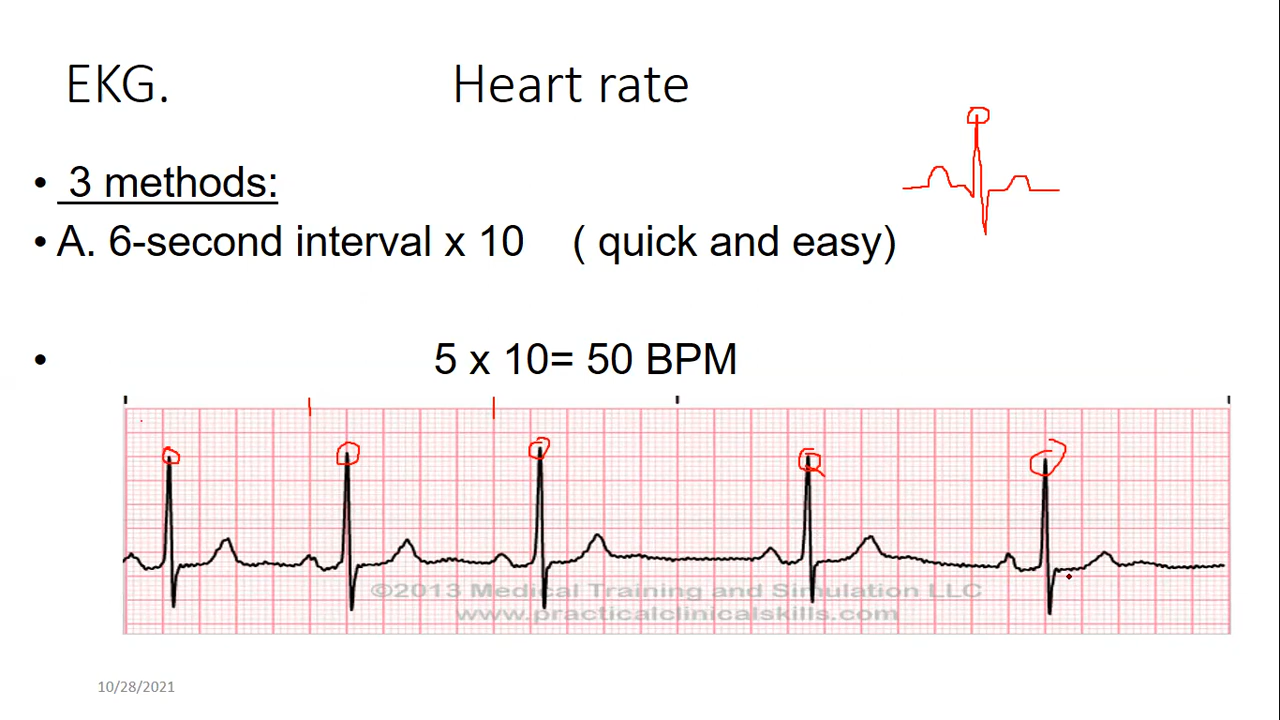 EKG. Heart rate
• 3 methods:
• A. 6-second interval x 10 ( quick and easy)
• 5 x 10= 50 BPM
©2013 Medical Training and Simulation LLC
www.practicalclinicalskills.com
10/28/2021